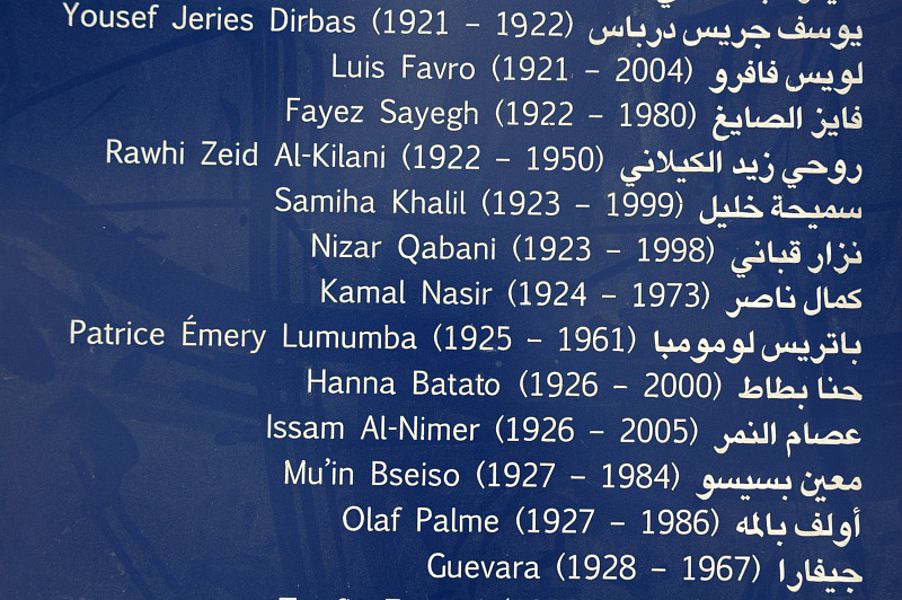 Yousef Jeries Dirbas (1921 – 1922) يوسف جريس درباس
Luis Favro (1921 – 2004) لويس فافرو
Fayez Sayegh (1922 – 1980) فايز الصايغ
Rawhi Zeid Al-Kilani (1922 – 1950) روحي زيد الكيلاني
Samiha Khalil (1923 – 1999) سميحة خليل
Nizar Qabani (1923 – 1998) نزار قباني
Kamal Nasir (1924 – 1973) كمال ناصر
Patrice Émery Lumumba (1925 – 1961) باتريس لومومبا
Hanna Batato (1926 – 2000) حنا بطاط
Issam Al-Nimer (1926 – 2005) عصام النمر
Mu’in Bseiso (1927 – 1984) معين بسيسو
Olaf Palme (1927 – 1986) أولف بالمه
Guevara (1928 – 1967) جيفارا